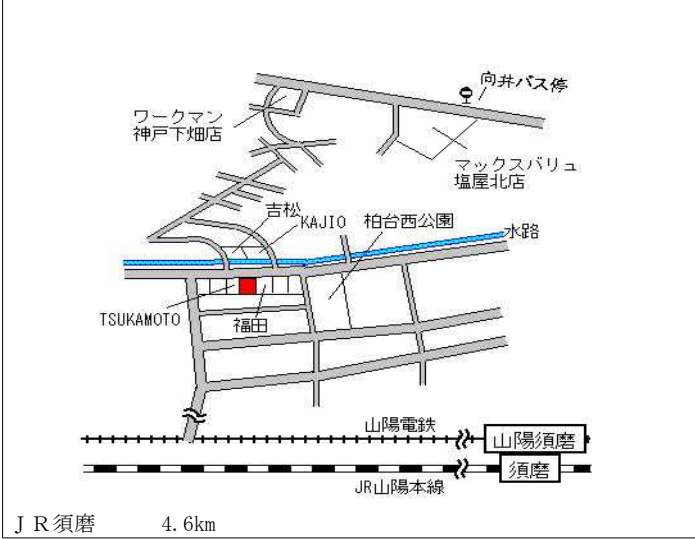 向井バス停
ワークマン
神戸下畑店
マックスバリュ
塩屋北店
吉松
KAJIO
柏台西公園
水路
TSUKAMOTO
福田
山陽電鉄
山陽須磨
須磨
JR山陽本線
ＪＲ須磨　　　4.6km